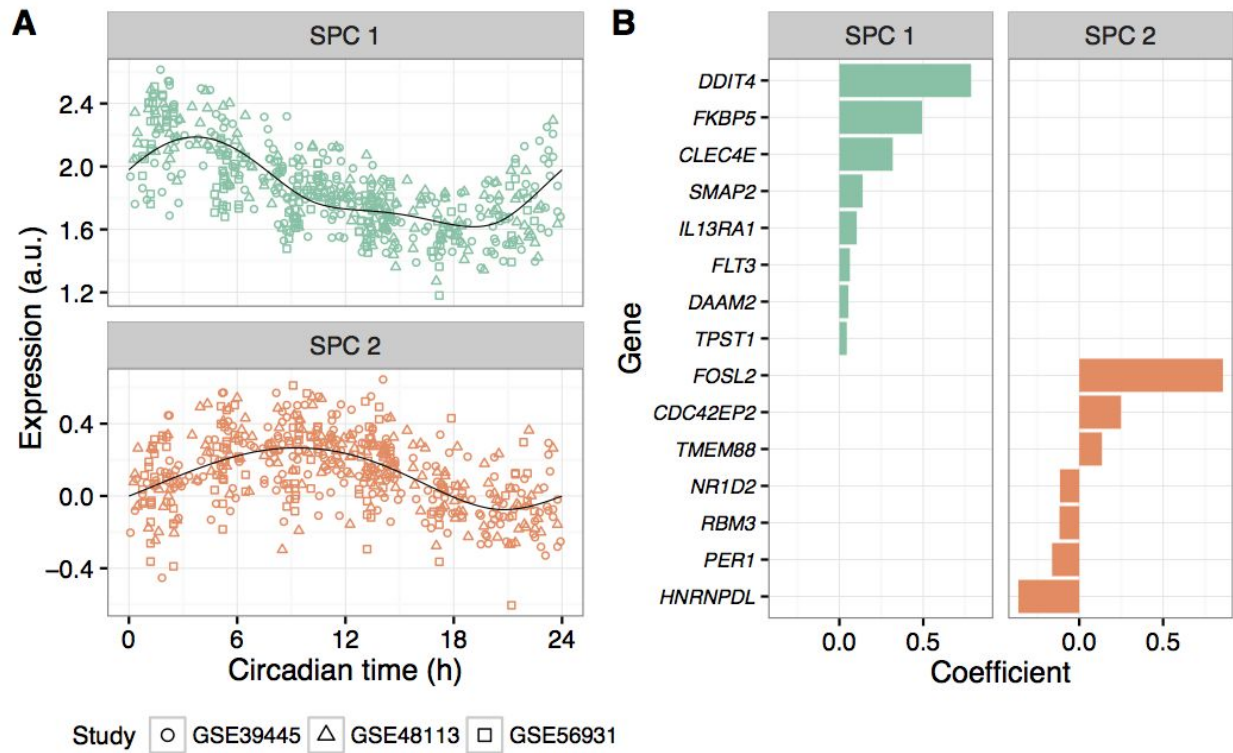 A
SPC 1
Expression (a.u.)
2.4
2.0
1.6
1.2
SPC 2
0.4
0.0
−0.4
0 6 12 18 24
Circadian time (h)
Study GSE39445 GSE48113 GSE56931
B
SPC 1 SPC 2
Gene
DDIT4
FKBP5
CLEC4E
SMAP2
IL13RA1
FLT3
DAAM2
TPST1
FOSL2
CDC42EP2
TMEM88
NR1D2
RBM3
PER1
HNRNPDL
0.0 0.5 0.0 0.5
Coefficient